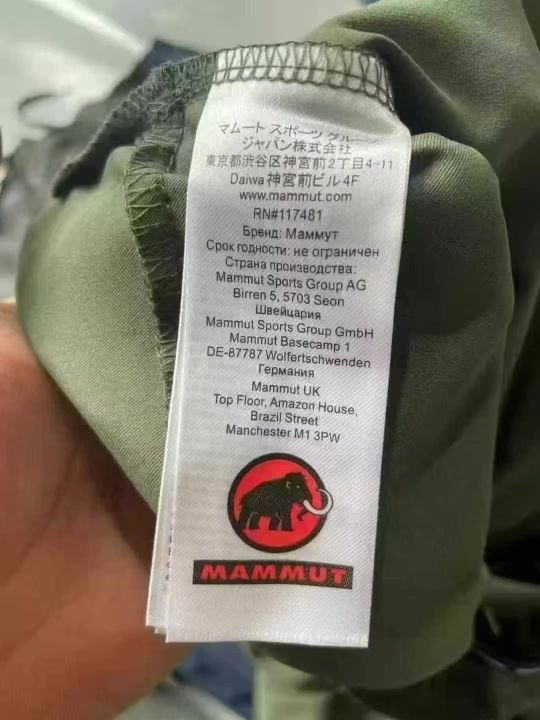 マムート スポーツ グループ
ジャパン株式会社
東京都渋谷区神宮前2丁目4-11
Daiwa 神宮前ビル 4F
www.mammut.com
RN#117481
Бренд: Маммут
Срок годности: не ограничен
Страна производства:
Mammut Sports Group AG
Birren 5, 5703 Seon
Швейцария
Mammut Sports Group GmbH
Mammut Basecamp 1
DE-87787 Wolfertschwenden
Германия
Mammut UK
Top Floor, Amazon House,
Brazil Street
Manchester M1 3PW
MAMMUT